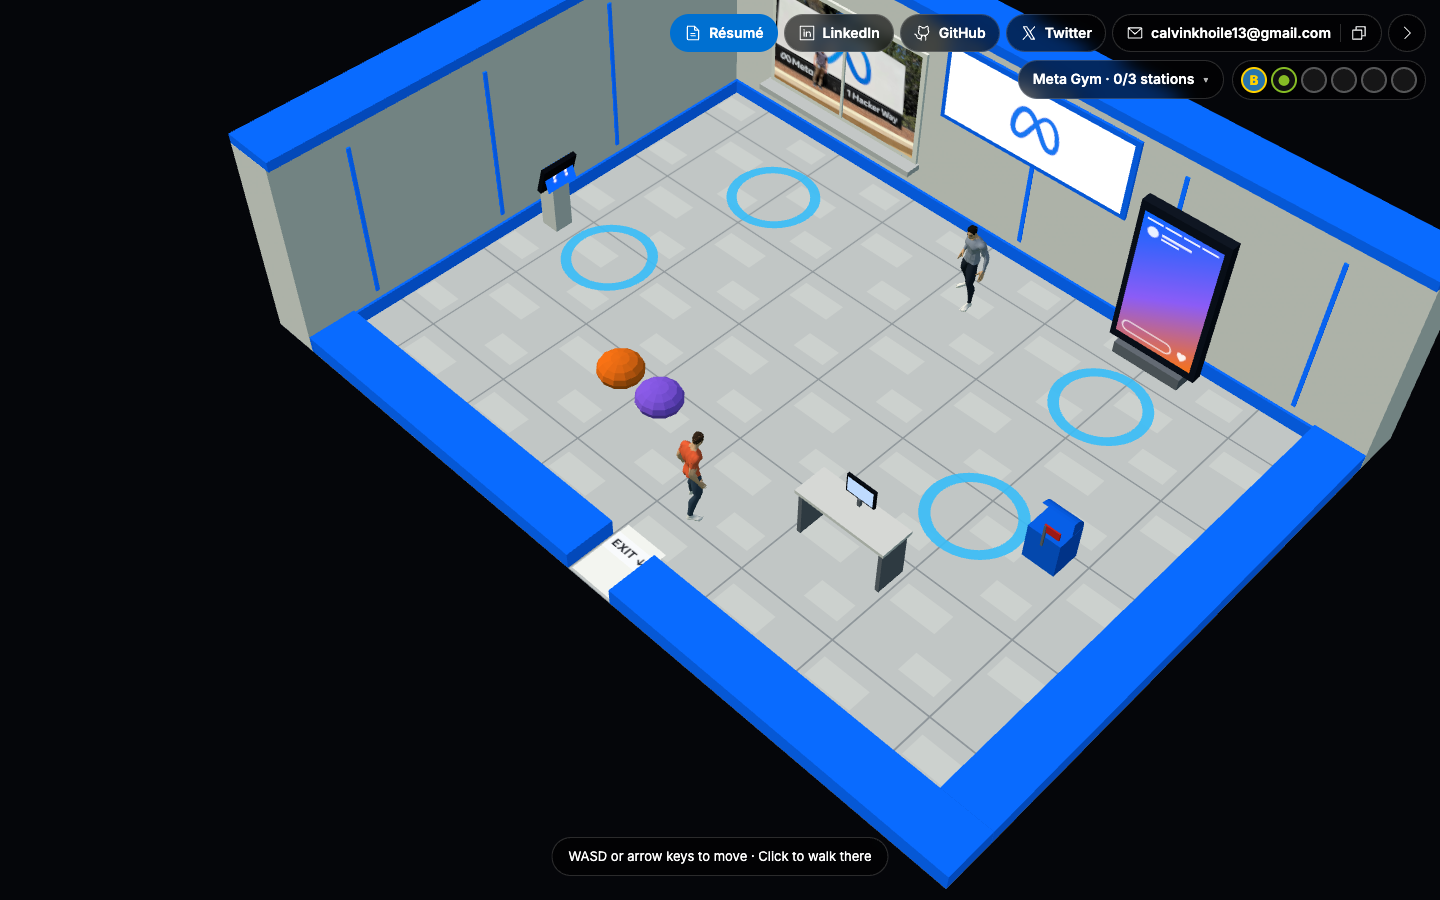 Résumé
LinkedIn
GitHub
Twitter
calvinkhoile13@gmail.com
Meta Gym · 0/3 stations
B
Meta
1 Hacker Way
EXIT
WASD or arrow keys to move · Click to walk there